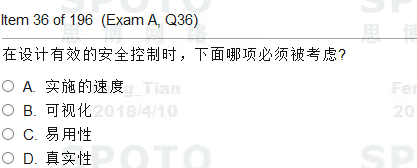 Item 36 of 196 (Exam A, Q36)
在设计有效的安全控制时，下面哪项必须被考虑？
A. 实施的速度
B. 可视化
C. 易用性
D. 真实性